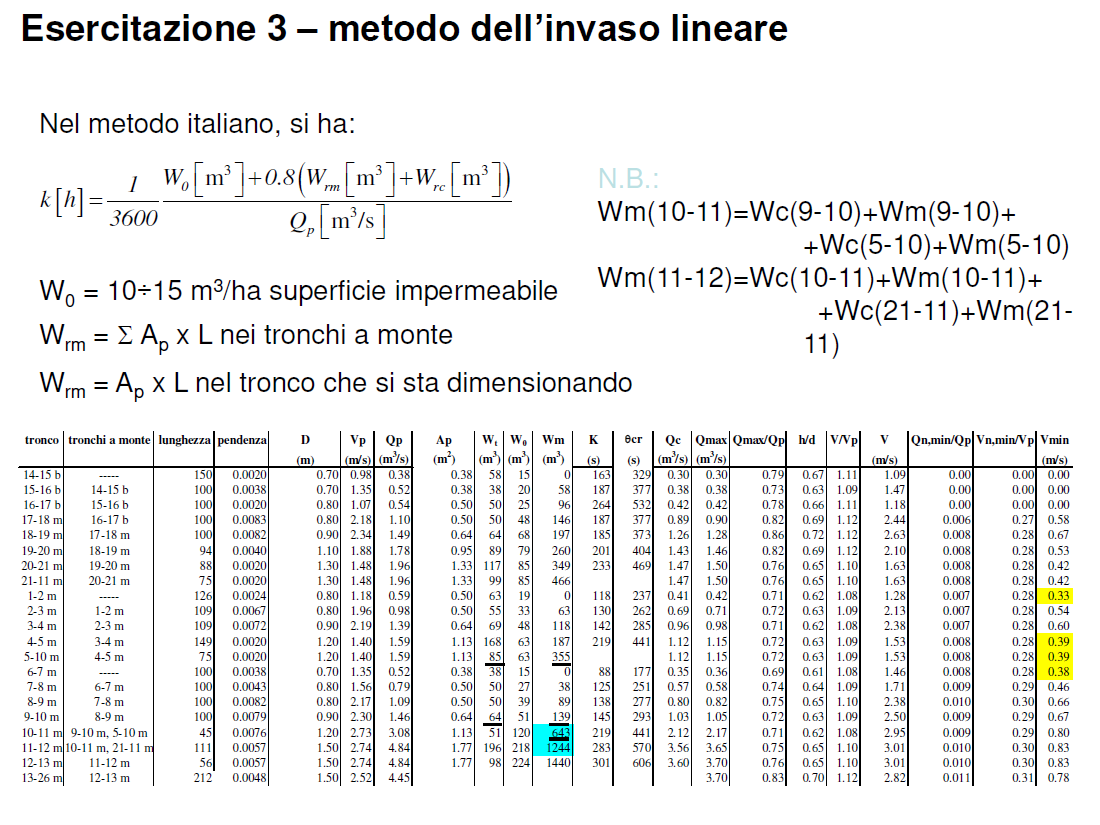 Esercitazione 3 – metodo dell’invaso lineare
Nel metodo italiano, si ha:
k[h]= 1/3600 W0[m³]+0.8(Wrm[m³]+Wrc[m³]) / Qp[m³/s]
N.B.:
Wm(10-11)=Wc(9-10)+Wm(9-10)+
+Wc(5-10)+Wm(5-10)
Wm(11-12)=Wc(10-11)+Wm(10-11)+
+Wc(21-11)+Wm(21-
11)
W0 = 10÷15 m³/ha superficie impermeabile
Wrm = Σ Ap x L nei tronchi a monte
Wrm = Ap x L nel tronco che si sta dimensionando
tronco tronchi a monte lunghezza pendenza D Vp Qp Ap Wt W0 Wm K θcr Qc Qmax Qmax/Qp h/d V/Vp V Qn,min/Qp Vn,min/Vp Vmin
(m) (m/s) (m³/s) (m²) (m³) (m³) (m³) (s) (s) (m³/s) (m³/s) (m/s) (m/s)
14-15 b ----- 150 0.0020 0.70 0.98 0.38 0.38 58 15 0 163 329 0.30 0.30 0.79 0.67 1.11 1.09 0.00 0.00 0.00
15-16 b 14-15 b 100 0.0038 0.70 1.35 0.52 0.38 38 20 58 187 377 0.38 0.38 0.73 0.63 1.09 1.47 0.00 0.00 0.00
16-17 b 15-16 b 100 0.0020 0.80 1.07 0.54 0.50 50 25 96 264 532 0.42 0.42 0.78 0.66 1.11 1.18 0.00 0.00 0.00
17-18 m 16-17 b 100 0.0083 0.80 2.18 1.10 0.50 50 48 146 187 377 0.89 0.90 0.82 0.69 1.12 2.44 0.006 0.27 0.58
18-19 m 17-18 m 100 0.0082 0.90 2.34 1.49 0.64 64 68 197 185 373 1.26 1.28 0.86 0.72 1.12 2.63 0.008 0.28 0.67
19-20 m 18-19 m 94 0.0040 1.10 1.88 1.78 0.95 89 79 260 201 404 1.43 1.46 0.82 0.69 1.12 2.10 0.008 0.28 0.53
20-21 m 19-20 m 88 0.0020 1.30 1.48 1.96 1.33 117 85 349 233 469 1.47 1.50 0.76 0.65 1.10 1.63 0.008 0.28 0.42
21-11 m 20-21 m 75 0.0020 1.30 1.48 1.96 1.33 99 85 466 1.47 1.50 0.76 0.65 1.10 1.63 0.008 0.28 0.42
1-2 m ----- 126 0.0024 0.80 1.18 0.59 0.50 63 19 0 118 237 0.41 0.42 0.71 0.62 1.08 1.28 0.007 0.28 0.33
2-3 m 1-2 m 109 0.0067 0.80 1.96 0.98 0.50 55 33 63 130 262 0.69 0.71 0.72 0.63 1.09 2.13 0.007 0.28 0.54
3-4 m 2-3 m 109 0.0072 0.90 2.19 1.39 0.64 69 48 118 142 285 0.96 0.98 0.71 0.62 1.08 2.38 0.007 0.28 0.60
4-5 m 3-4 m 149 0.0020 1.20 1.40 1.59 1.13 168 63 187 219 441 1.12 1.15 0.72 0.63 1.09 1.53 0.008 0.28 0.39
5-10 m 4-5 m 75 0.0020 1.20 1.40 1.59 1.13 85 63 355 1.12 1.15 0.72 0.63 1.09 1.53 0.008 0.28 0.39
6-7 m ----- 100 0.0038 0.70 1.35 0.52 0.38 38 15 0 88 177 0.35 0.36 0.69 0.61 1.08 1.46 0.008 0.28 0.38
7-8 m 6-7 m 100 0.0043 0.80 1.56 0.79 0.50 50 27 38 125 251 0.57 0.58 0.74 0.64 1.09 1.71 0.009 0.29 0.46
8-9 m 7-8 m 100 0.0082 0.80 2.17 1.09 0.50 50 39 89 138 277 0.80 0.82 0.75 0.65 1.10 2.38 0.010 0.30 0.66
9-10 m 8-9 m 100 0.0079 0.90 2.30 1.46 0.64 64 51 139 145 293 1.03 1.05 0.72 0.63 1.09 2.50 0.009 0.29 0.67
10-11 m 9-10 m, 5-10 m 45 0.0076 1.20 2.73 3.08 1.13 51 120 643 219 441 2.12 2.17 0.71 0.62 1.08 2.95 0.009 0.29 0.80
11-12 m 10-11 m, 21-11 m 111 0.0057 1.50 2.74 4.84 1.77 196 218 1244 283 570 3.56 3.65 0.75 0.65 1.10 3.01 0.010 0.30 0.83
12-13 m 11-12 m 56 0.0057 1.50 2.74 4.84 1.77 98 224 1440 301 606 3.60 3.70 0.76 0.65 1.10 3.01 0.010 0.30 0.83
13-26 m 12-13 m 212 0.0048 1.50 2.52 4.45 3.70 0.83 0.70 1.12 2.82 0.011 0.31 0.78